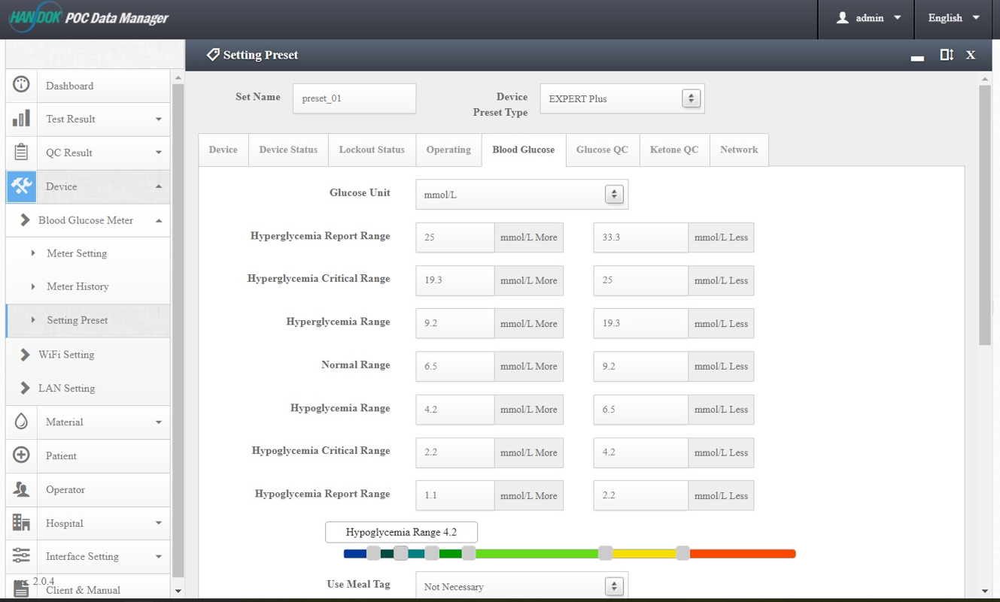 HANDOK POC Data Manager
admin
English
Setting Preset
X
Dashboard
Test Result
QC Result
Device
Blood Glucose Meter
Meter Setting
Meter History
Setting Preset
WiFi Setting
LAN Setting
Material
Patient
Operator
Hospital
Interface Setting
2.0.4
Client & Manual
Set Name preset_01
Device
Preset Type
EXPERT Plus
Device Device Status Lockout Status Operating Blood Glucose Glucose QC Ketone QC Network
Glucose Unit mmol/L
Hyperglycemia Report Range 25 mmol/L More 33.3 mmol/L Less
Hyperglycemia Critical Range 19.3 mmol/L More 25 mmol/L Less
Hyperglycemia Range 9.2 mmol/L More 19.3 mmol/L Less
Normal Range 6.5 mmol/L More 9.2 mmol/L Less
Hypoglycemia Range 4.2 mmol/L More 6.5 mmol/L Less
Hypoglycemia Critical Range 2.2 mmol/L More 4.2 mmol/L Less
Hypoglycemia Report Range 1.1 mmol/L More 2.2 mmol/L Less
Hypoglycemia Range 4.2
Use Meal Tag Not Necessary